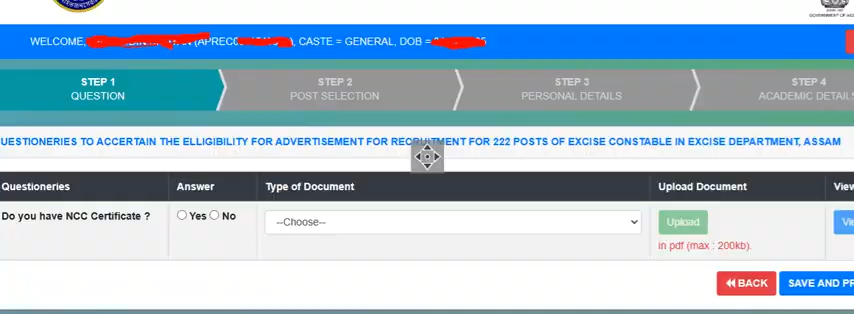 GOVERNMENT OF
WELCOME, (APREC0 ), CASTE = GENERAL, DOB =
STEP 1
QUESTION
STEP 2
POST SELECTION
STEP 3
PERSONAL DETAILS
STEP 4
ACADEMIC DETAILS
UESTIONERIES TO ACCERTAIN THE ELLIGIBILITY FOR ADVERTISEMENT FOR RECRUITMENT FOR 222 POSTS OF EXCISE CONSTABLE IN EXCISE DEPARTMENT, ASSAM
Questioneries Answer Type of Document Upload Document View
Do you have NCC Certificate ? Yes No --Choose-- Upload Vie
in pdf (max : 200kb).
BACK SAVE AND PR